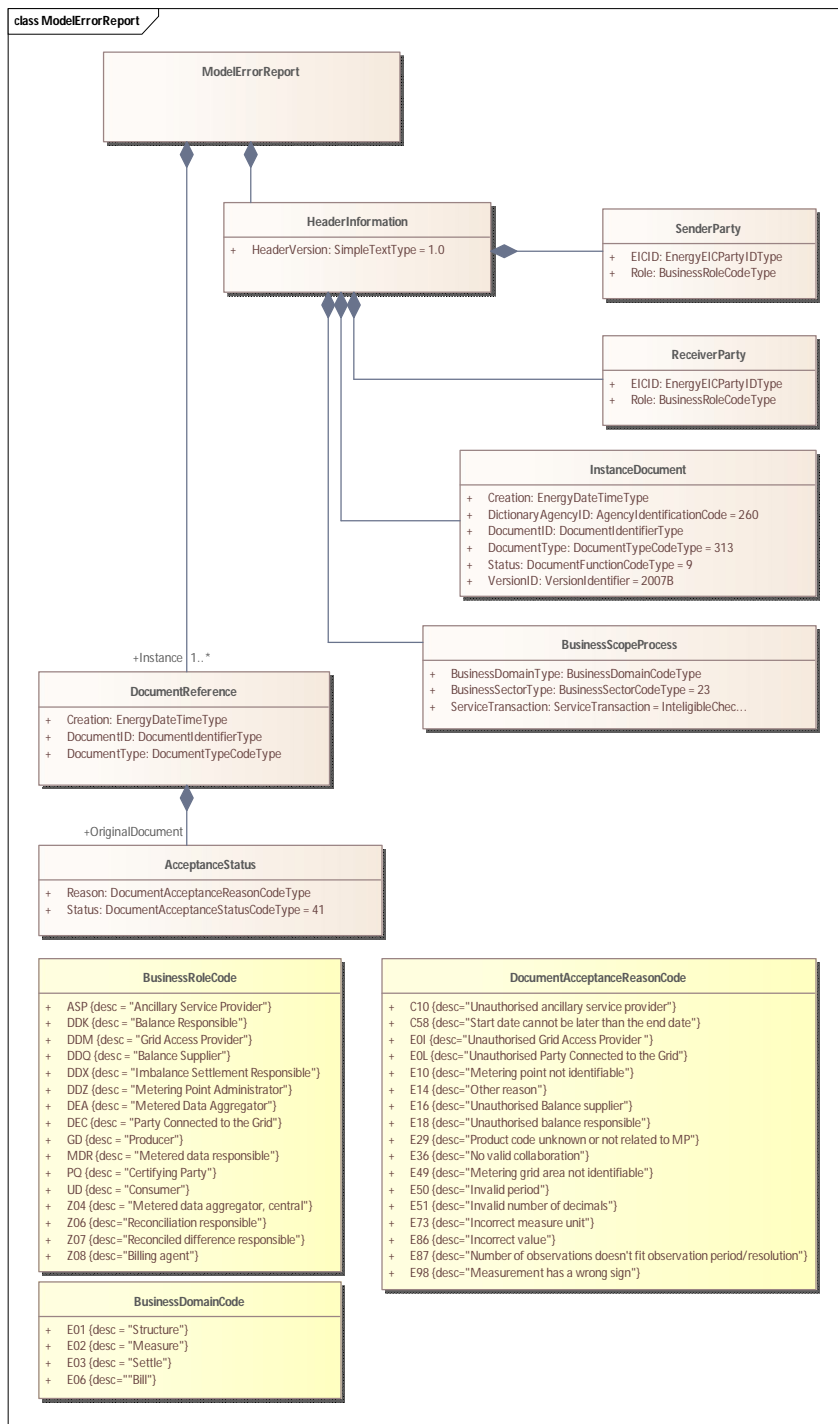 class ModelErrorReport
ModelErrorReport
HeaderInformation
+ HeaderVersion: SimpleTextType = 1.0
SenderParty
+ EICID: EnergyEICPartyIDType
+ Role: BusinessRoleCodeType
ReceiverParty
+ EICID: EnergyEICPartyIDType
+ Role: BusinessRoleCodeType
InstanceDocument
+ Creation: EnergyDateTimeType
+ DictionaryAgencyID: AgencyIdentificationCode = 260
+ DocumentID: DocumentIdentifierType
+ DocumentType: DocumentTypeCodeType = 313
+ Status: DocumentFunctionCodeType = 9
+ VersionID: VersionIdentifier = 2007B
BusinessScopeProcess
+ BusinessDomainType: BusinessDomainCodeType
+ BusinessSectorType: BusinessSectorCodeType = 23
+ ServiceTransaction: ServiceTransaction = InteligibleChec...
+Instance 1..*
DocumentReference
+ Creation: EnergyDateTimeType
+ DocumentID: DocumentIdentifierType
+ DocumentType: DocumentTypeCodeType
+OriginalDocument
AcceptanceStatus
+ Reason: DocumentAcceptanceReasonCodeType
+ Status: DocumentAcceptanceStatusCodeType = 41
BusinessRoleCode
+ ASP {desc = "Ancillary Service Provider"}
+ DDK {desc = "Balance Responsible"}
+ DDM {desc = "Grid Access Provider"}
+ DDQ {desc = "Balance Supplier"}
+ DDX {desc = "Imbalance Settlement Responsible"}
+ DDZ {desc = "Metering Point Administrator"}
+ DEA {desc = "Metered Data Aggregator"}
+ DEC {desc = "Party Connected to the Grid"}
+ GD {desc = "Producer"}
+ MDR {desc = "Metered data responsible"}
+ PQ {desc = "Certifying Party"}
+ UD {desc = "Consumer"}
+ Z04 {desc = "Metered data aggregator, central"}
+ Z06 {desc="Reconciliation responsible"}
+ Z07 {desc="Reconciled difference responsible"}
+ Z08 {desc="Billing agent"}
DocumentAcceptanceReasonCode
+ C10 {desc="Unauthorised ancillary service provider"}
+ C58 {desc="Start date cannot be later than the end date"}
+ E0I {desc="Unauthorised Grid Access Provider "}
+ E0L {desc="Unauthorised Party Connected to the Grid"}
+ E10 {desc="Metering point not identifiable"}
+ E14 {desc="Other reason"}
+ E16 {desc="Unauthorised Balance supplier"}
+ E18 {desc="Unauthorised balance responsible"}
+ E29 {desc="Product code unknown or not related to MP"}
+ E36 {desc="No valid collaboration"}
+ E49 {desc="Metering grid area not identifiable"}
+ E50 {desc="Invalid period"}
+ E51 {desc="Invalid number of decimals"}
+ E73 {desc="Incorrect measure unit"}
+ E86 {desc="Incorrect value"}
+ E87 {desc="Number of observations doesn't fit observation period/resolution"}
+ E98 {desc="Measurement has a wrong sign"}
BusinessDomainCode
+ E01 {desc = "Structure"}
+ E02 {desc = "Measure"}
+ E03 {desc = "Settle"}
+ E06 {desc=""Bill"}